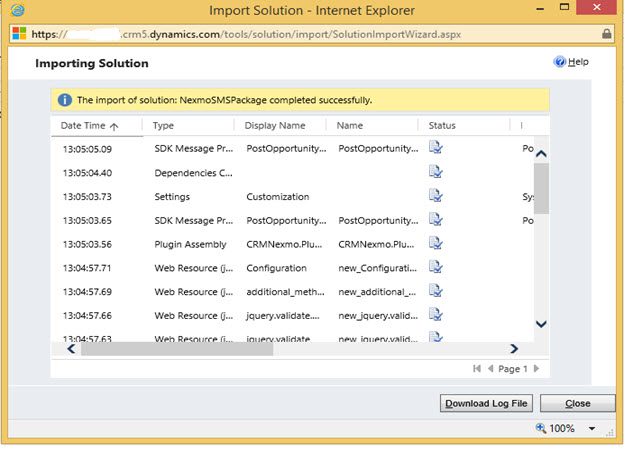 Import Solution - Internet Explorer
https:// .crm5.dynamics.com/tools/solution/import/SolutionImportWizard.aspx
Importing Solution
Help
The import of solution: NexmoSMSPackage completed successfully.
Date Time Type Display Name Name Status
13:05:05.09 SDK Message Pr... PostOpportunity... PostOpportunity... Po
13:05:04.40 Dependencies C...
13:05:03.73 Settings Customization Sy
13:05:03.65 SDK Message Pr... PostOpportunity... PostOpportunity... Po
13:05:03.56 Plugin Assembly CRMNexmo.Plu... CRMNexmo.Plu...
13:04:57.71 Web Resource (j... Configuration new_Configurati...
13:04:57.69 Web Resource (j... additional_meth... new_additional_...
13:04:57.66 Web Resource (j... jquery.validate.... new_jquery.valid...
13:04:57.63 Web Resource (j... jquery.validate new_jquery.valid...
Page 1
Download Log File Close
100%